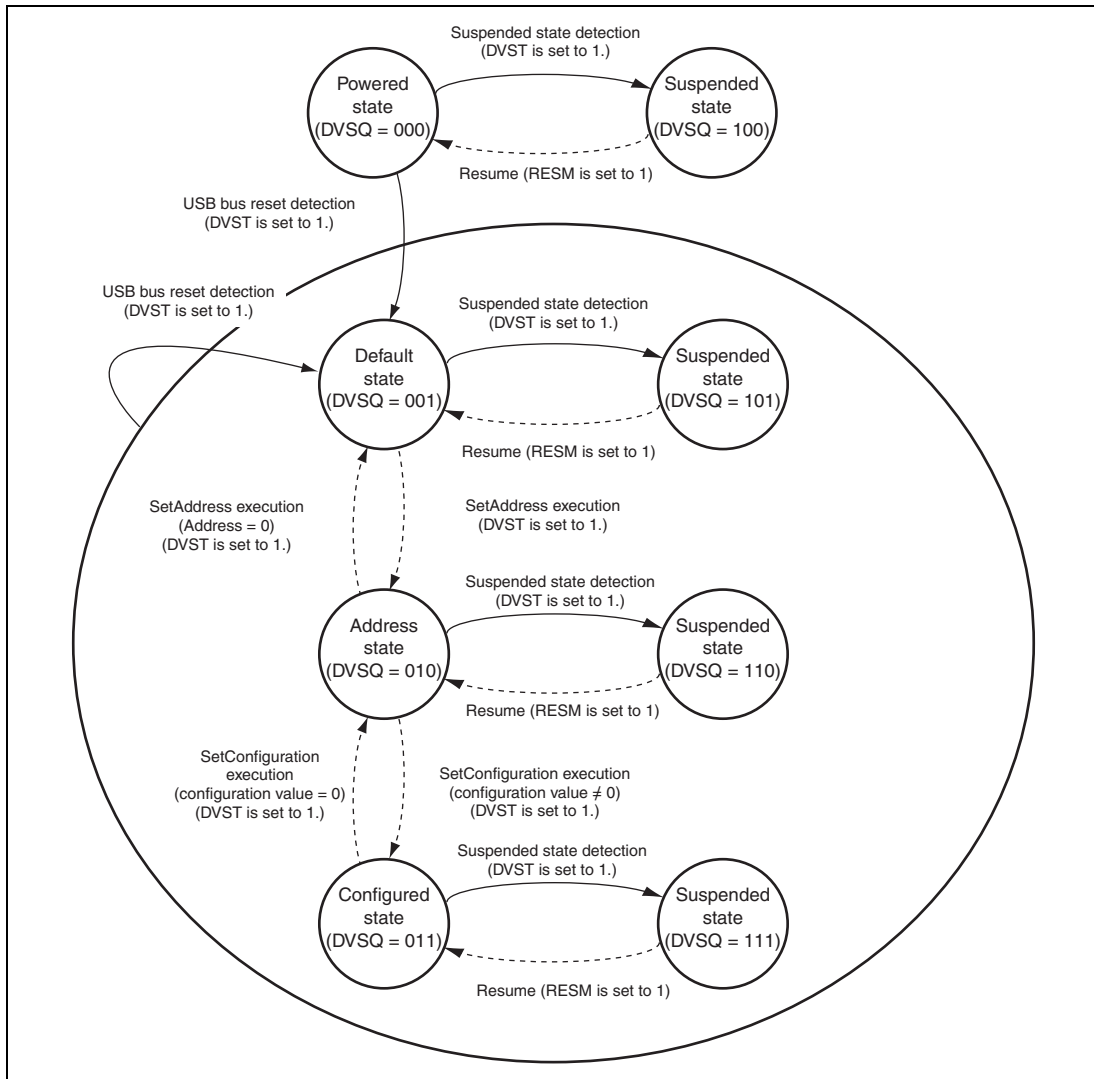 Suspended state detection
(DVST is set to 1.)
Powered
state
(DVSQ = 000)
Suspended
state
(DVSQ = 100)
Resume (RESM is set to 1)
USB bus reset detection
(DVST is set to 1.)
USB bus reset detection
(DVST is set to 1.)
Suspended state detection
(DVST is set to 1.)
Default
state
(DVSQ = 001)
Suspended
state
(DVSQ = 101)
Resume (RESM is set to 1)
SetAddress execution
(Address = 0)
(DVST is set to 1.)
SetAddress execution
(DVST is set to 1.)
Suspended state detection
(DVST is set to 1.)
Address
state
(DVSQ = 010)
Suspended
state
(DVSQ = 110)
Resume (RESM is set to 1)
SetConfiguration
execution
(configuration value = 0)
(DVST is set to 1.)
SetConfiguration execution
(configuration value ≠ 0)
(DVST is set to 1.)
Suspended state detection
(DVST is set to 1.)
Configured
state
(DVSQ = 011)
Suspended
state
(DVSQ = 111)
Resume (RESM is set to 1)